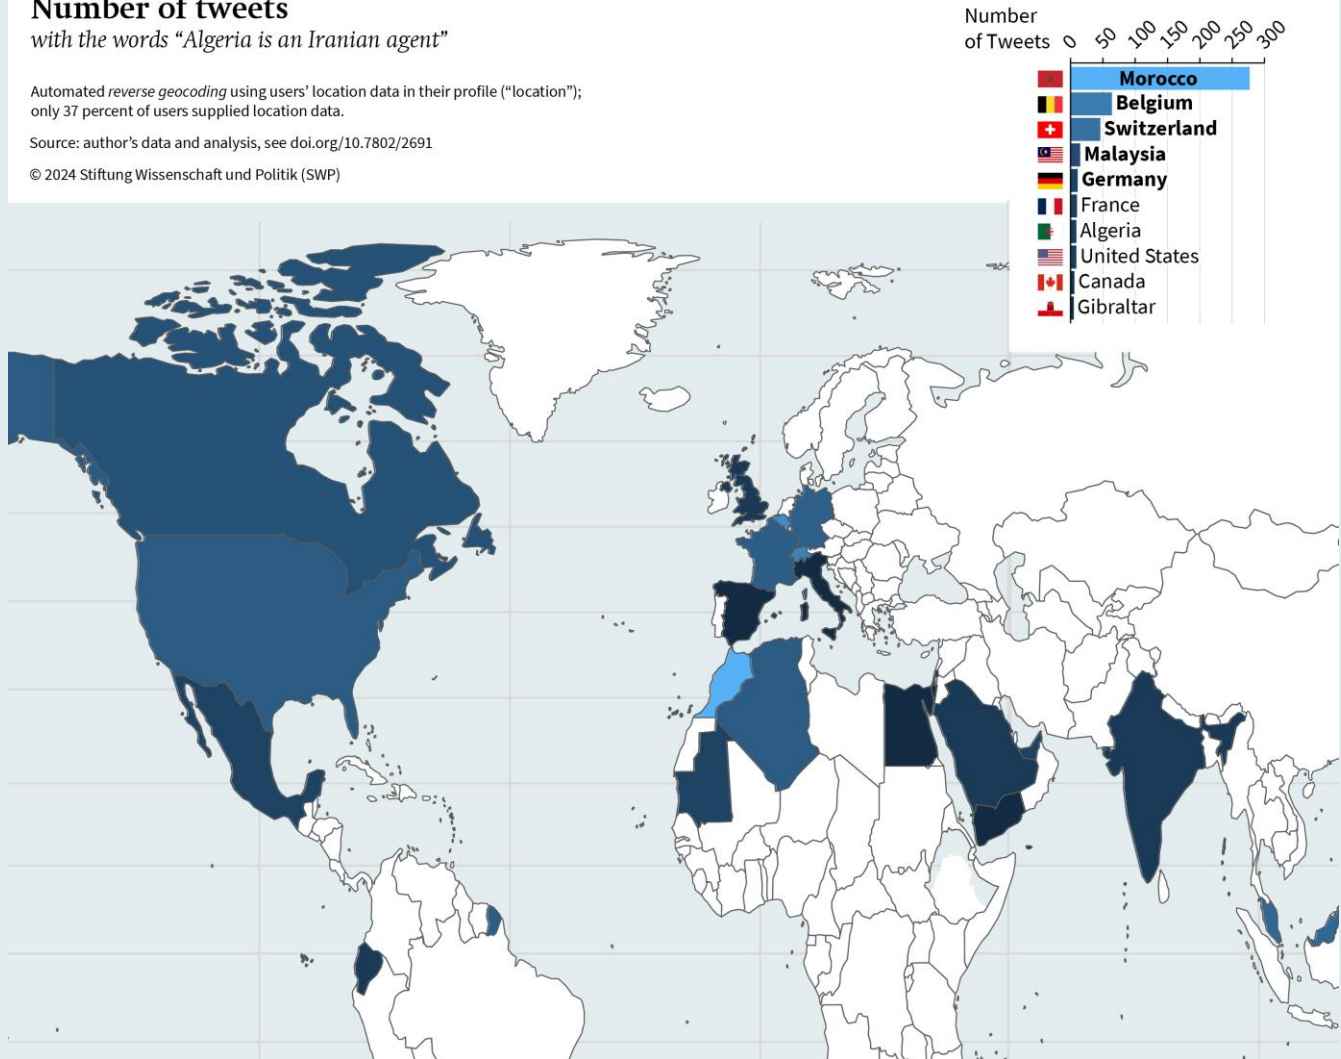 Number of tweets
with the words “Algeria is an Iranian agent”
Automated reverse geocoding using users’ location data in their profile (“location”);
only 37 percent of users supplied location data.
Source: author’s data and analysis, see doi.org/10.7802/2691
© 2024 Stiftung Wissenschaft und Politik (SWP)
Number
of Tweets 0 50 100 150 200 250 300
Morocco
Belgium
Switzerland
Malaysia
Germany
France
Algeria
United States
Canada
Gibraltar